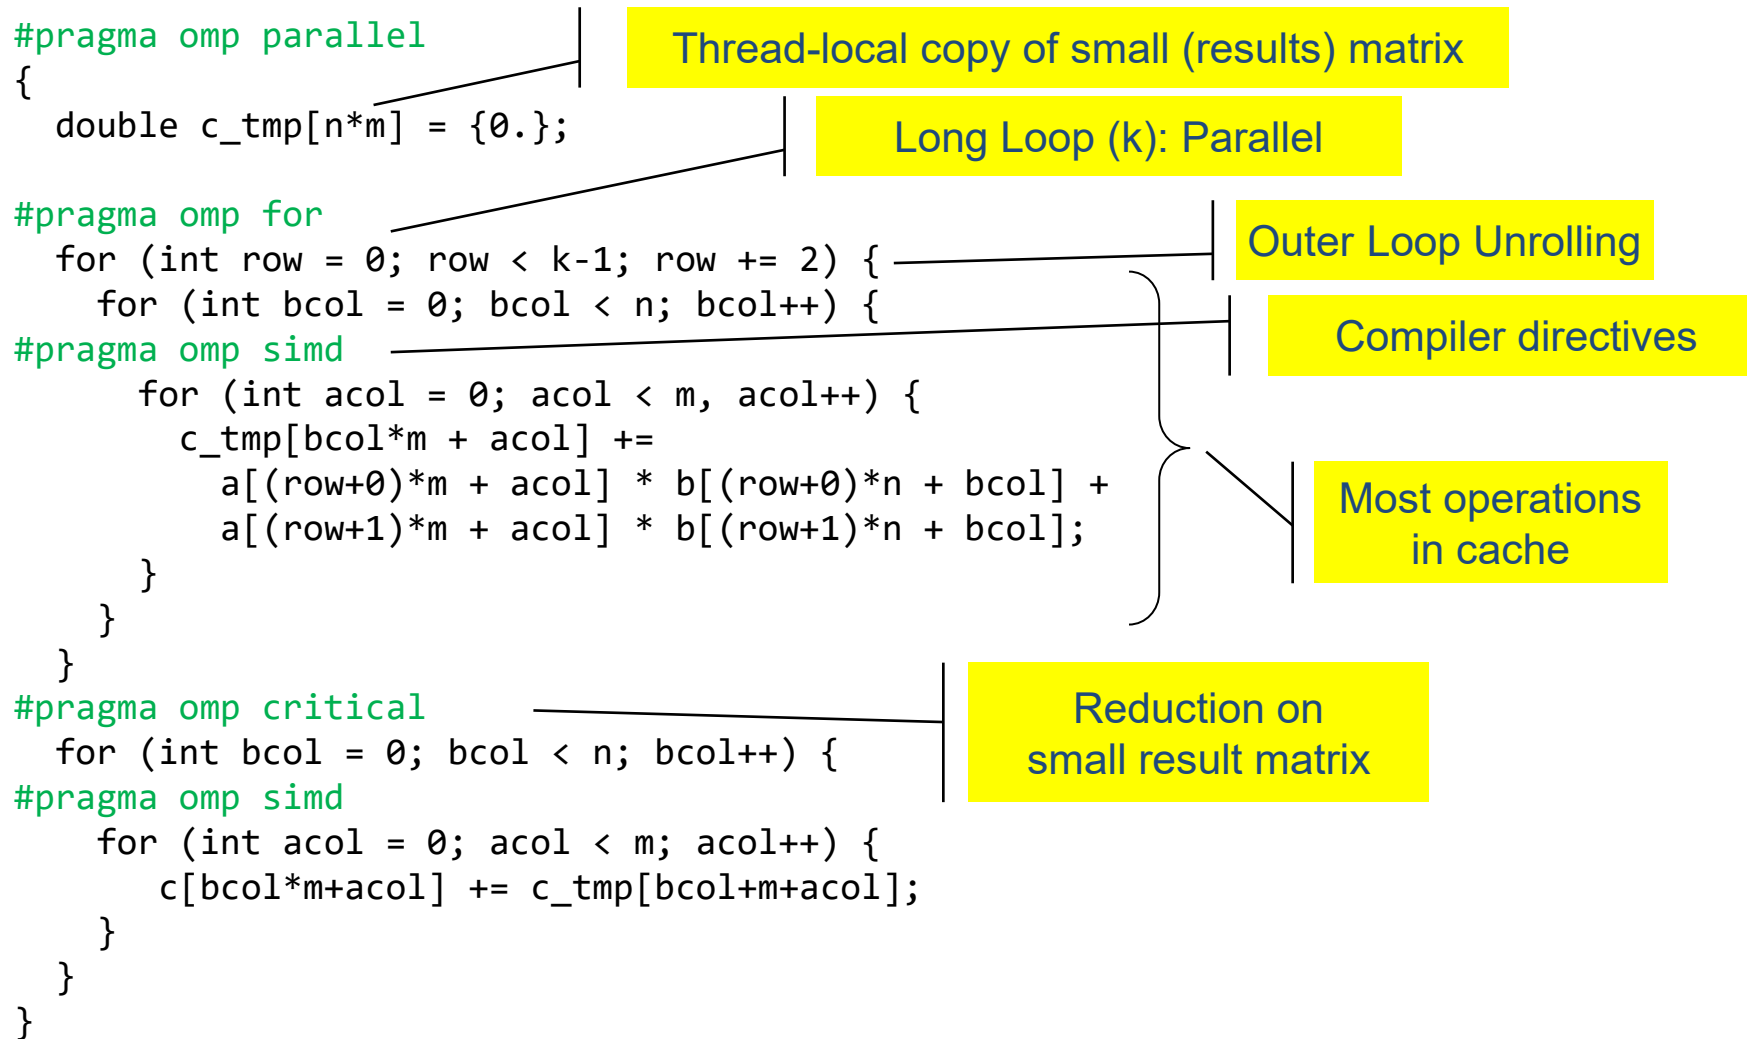 #pragma omp parallel
{
  double c_tmp[n*m] = {0.};
#pragma omp for
  for (int row = 0; row < k-1; row += 2) {
    for (int bcol = 0; bcol < n; bcol++) {
#pragma omp simd
      for (int acol = 0; acol < m, acol++) {
        c_tmp[bcol*m + acol] +=
          a[(row+0)*m + acol] * b[(row+0)*n + bcol] +
          a[(row+1)*m + acol] * b[(row+1)*n + bcol];
      }
    }
  }
#pragma omp critical
  for (int bcol = 0; bcol < n; bcol++) {
#pragma omp simd
    for (int acol = 0; acol < m; acol++) {
       c[bcol*m+acol] += c_tmp[bcol+m+acol];
    }
  }
}
Thread-local copy of small (results) matrix
Long Loop (k): Parallel
Outer Loop Unrolling
Compiler directives
Most operations
in cache
Reduction on
small result matrix